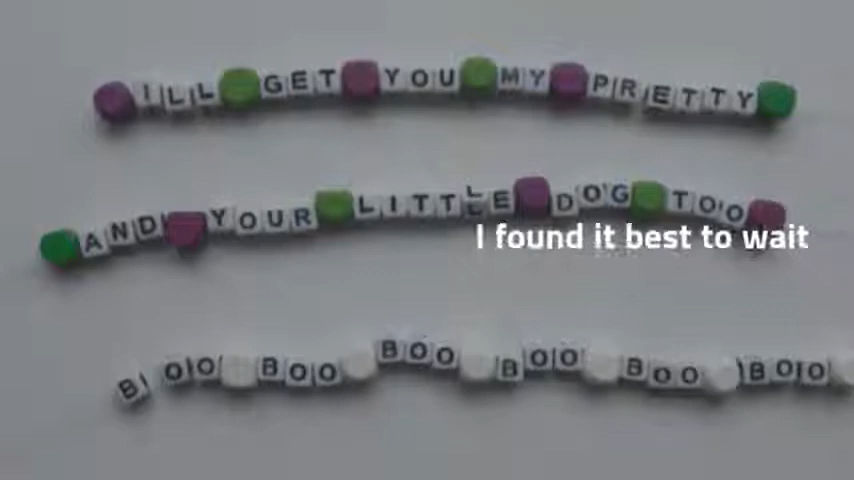 ILL GET YOU MY PRETTY
AND YOUR LITTLE DOG TOO
I found it best to wait
BOO BOO BOO BOO BOO BOO